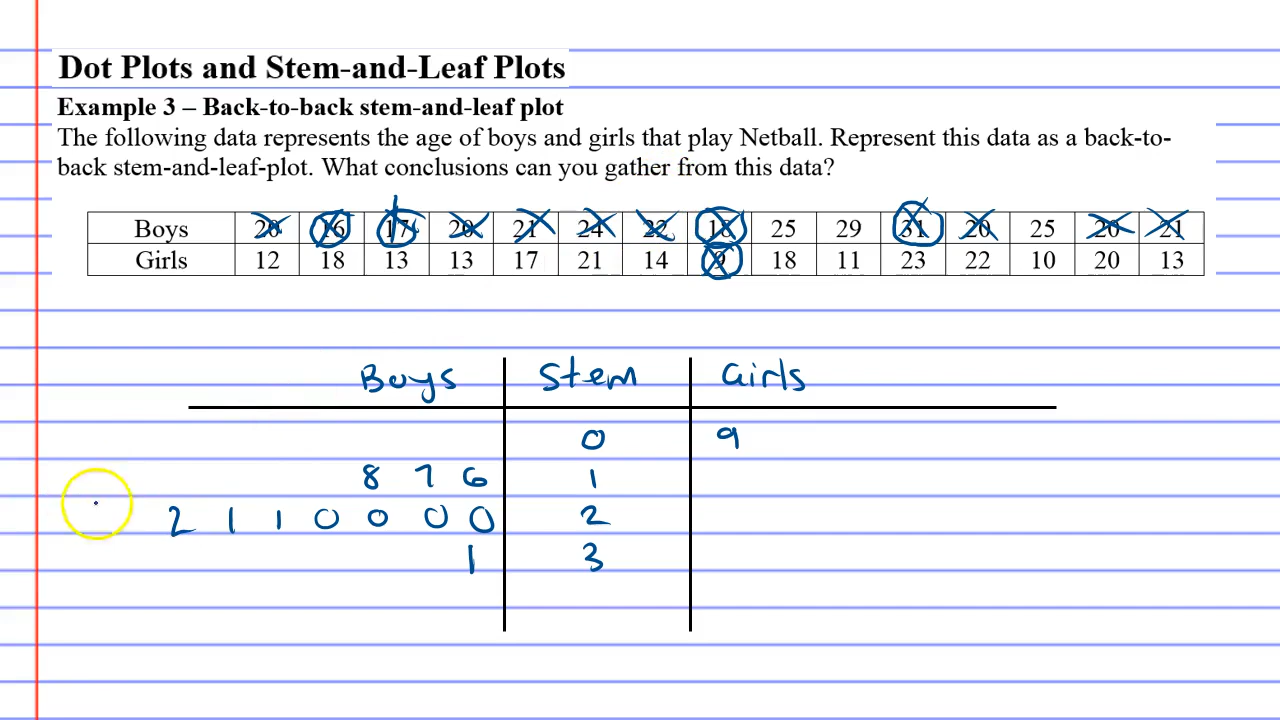 Dot Plots and Stem-and-Leaf Plots
Example 3 – Back-to-back stem-and-leaf plot
The following data represents the age of boys and girls that play Netball. Represent this data as a back-to-
back stem-and-leaf-plot. What conclusions can you gather from this data?
Boys 20 16 17 20 21 24 22 18 25 29 31 20 25 20 21
Girls 12 18 13 13 17 21 14 9 18 11 23 22 10 20 13
Boys Stem Girls
0 9
8 7 6 1
2 1 1 0 0 0 0 2
1 3